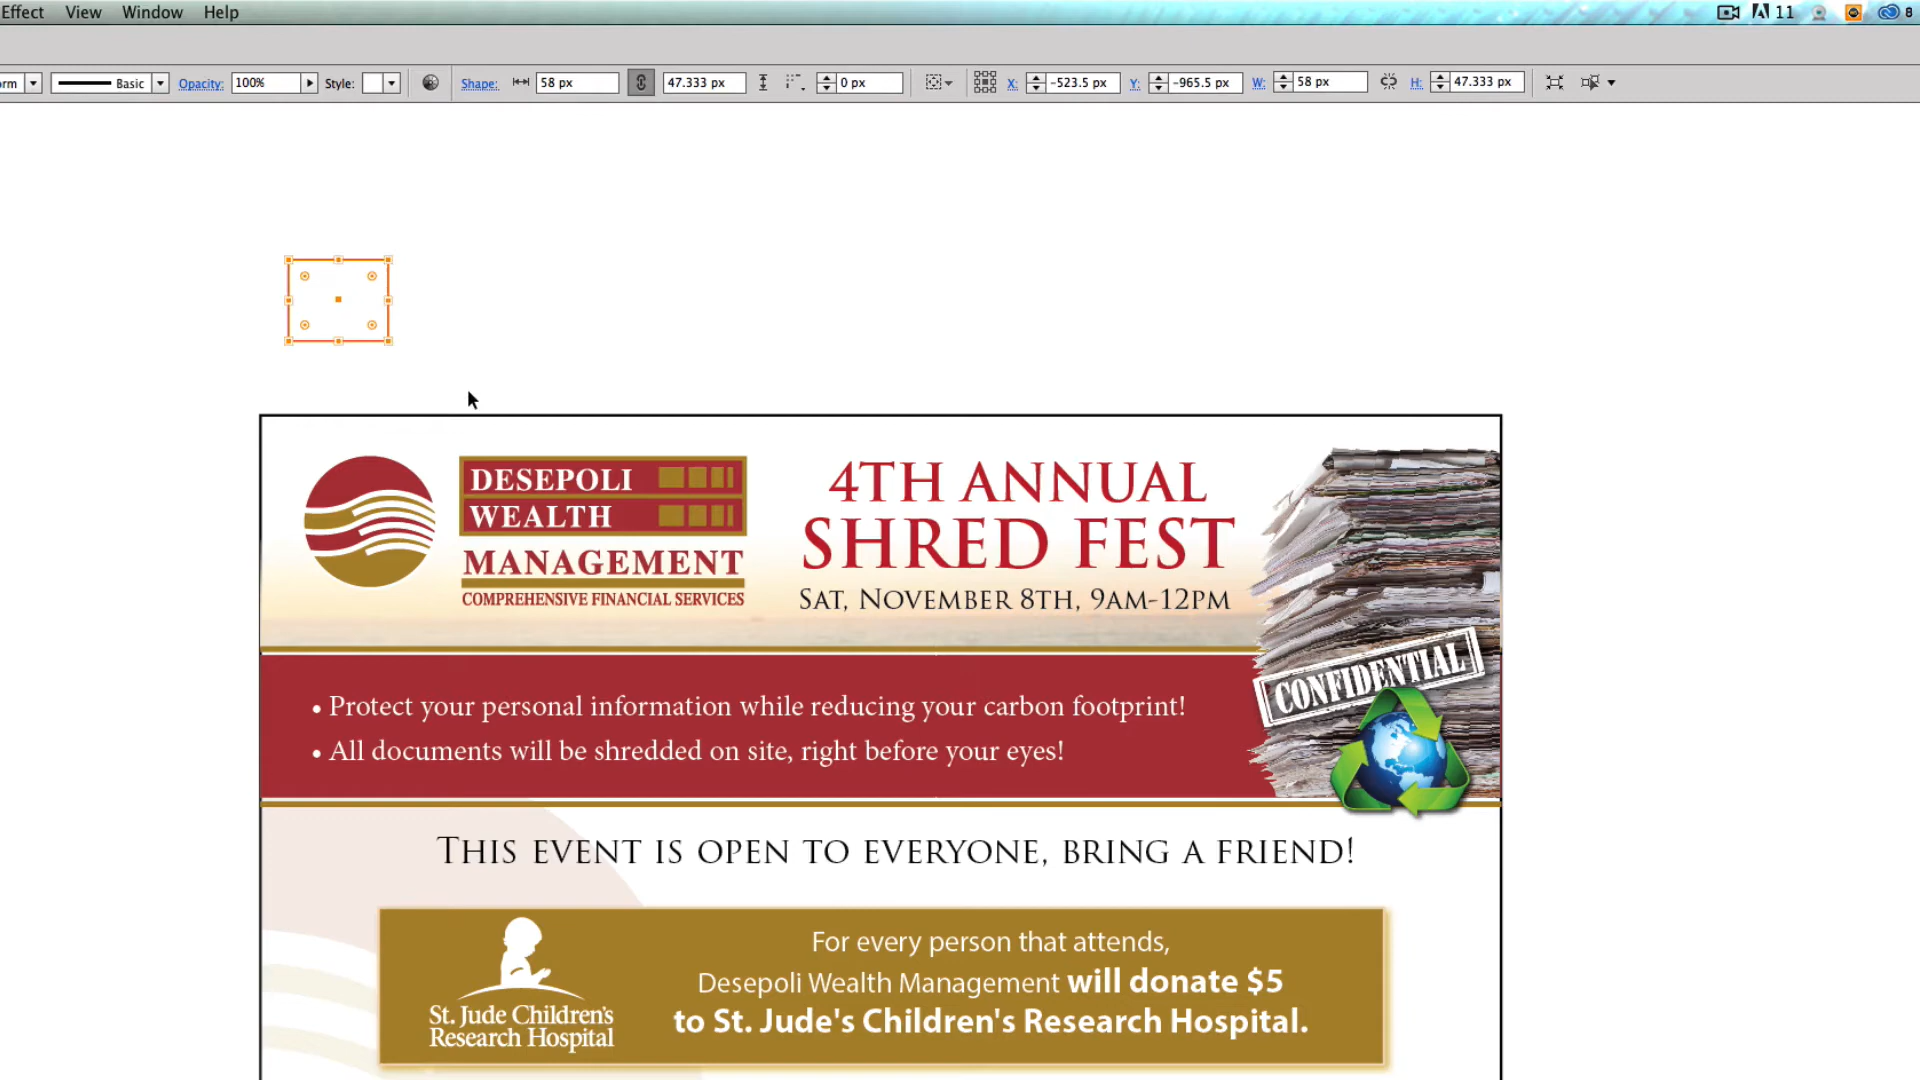 Effect View Window Help 11 8
Basic Opacity: 100% Style: Shape: 58 px 47.333 px 0 px X: -523.5 px Y: -965.5 px W: 58 px H: 47.333 px
DESEPOLI
WEALTH
MANAGEMENT
COMPREHENSIVE FINANCIAL SERVICES
4TH ANNUAL
SHRED FEST
SAT, NOVEMBER 8TH, 9AM-12PM
CONFIDENTIAL
• Protect your personal information while reducing your carbon footprint!
• All documents will be shredded on site, right before your eyes!
THIS EVENT IS OPEN TO EVERYONE, BRING A FRIEND!
St. Jude Children's
Research Hospital
For every person that attends,
Desepoli Wealth Management will donate $5
to St. Jude's Children's Research Hospital.